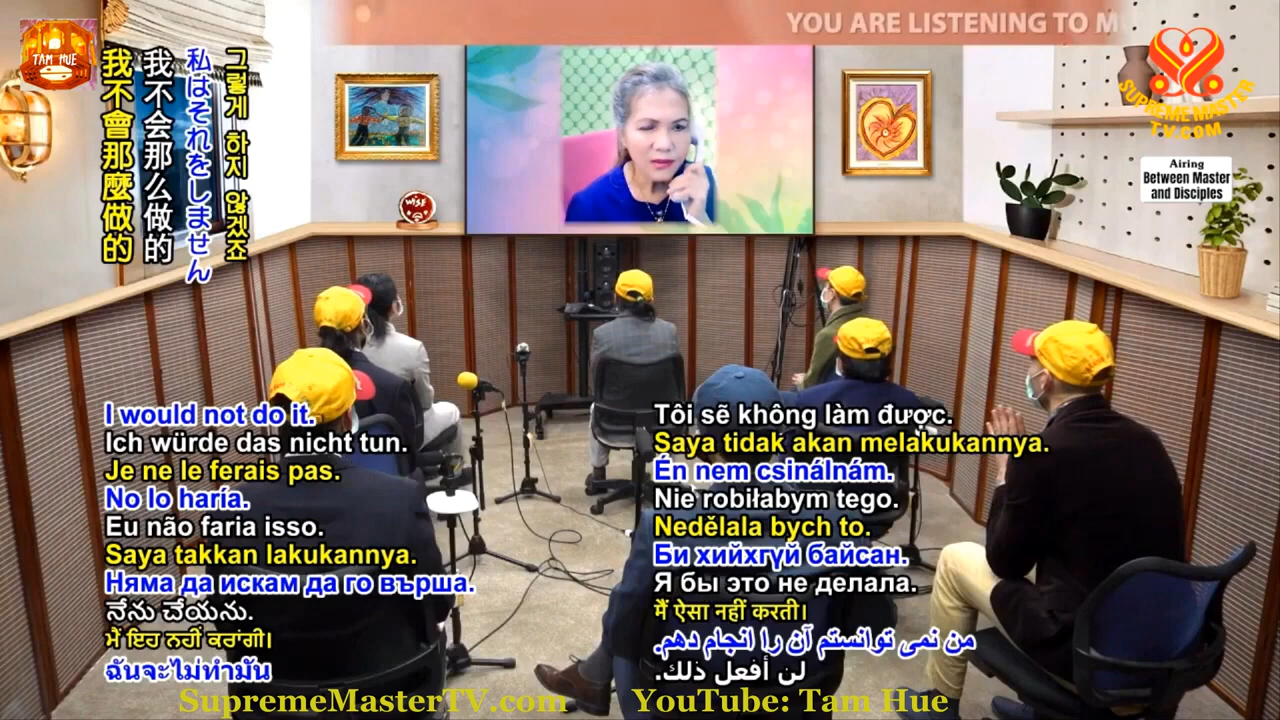 YOU ARE LISTENING TO M
TAM HUE
SUPREME MASTER
TV.COM
Airing
Between Master
and Disciples
WISE
그렇게 하지 않겠죠
私はそれをしません
我不会那么做的
我不會那麼做的
I would not do it.
Ich würde das nicht tun.
Je ne le ferais pas.
No lo haría.
Eu não faria isso.
Saya takkan lakukannya.
Няма да искам да го върша.
ನೇನು ಚೇಯನು.
ਮੈਂ ਇਹ ਨਹੀਂ ਕਰਾਂਗੀ।
ฉันจะไม่ทำมัน
Tôi sẽ không làm được.
Saya tidak akan melakukannya.
Én nem csinálnám.
Nie robiłabym tego.
Nedělala bych to.
Би хийхгүй байсан.
Я бы это не делала.
मैं ऐसा नहीं करती।
من نمی توانستم آن را انجام دهم.
لن أفعل ذلك.
SupremeMasterTV.com
YouTube: Tam Hue